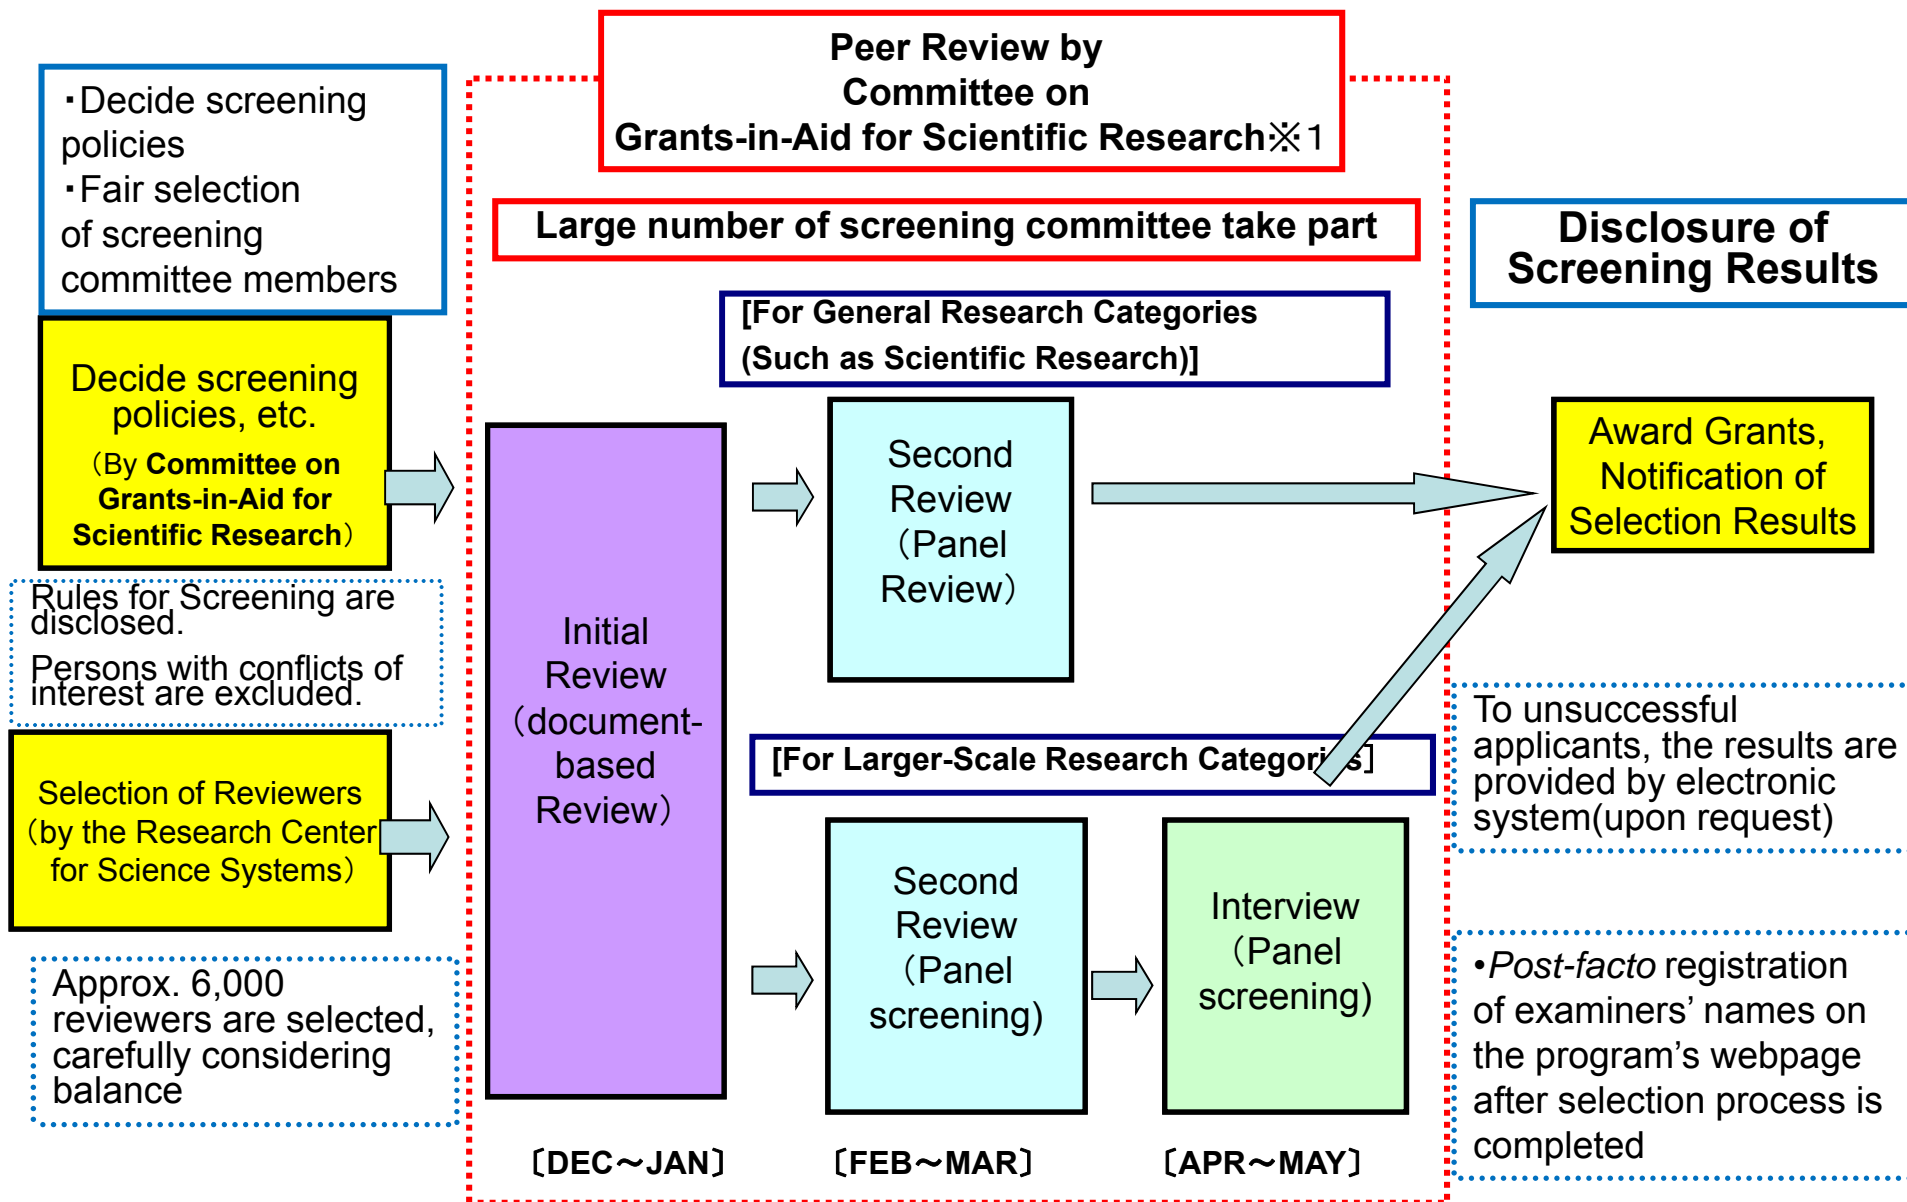 ・Decide screening
policies
・Fair selection
of screening
committee members
Decide screening
policies, etc.
（By Committee on
Grants-in-Aid for
Scientific Research）
Rules for Screening are
disclosed.
Persons with conflicts of
interest are excluded.
Selection of Reviewers
（by the Research Center
for Science Systems）
Approx. 6,000
reviewers are selected,
carefully considering
balance
Peer Review by
Committee on
Grants-in-Aid for Scientific Research※１
Large number of screening committee take part
[For General Research Categories
(Such as Scientific Research)]
Initial
Review
（document-
based
Review）
Second
Review
（Panel
Review）
[For Larger-Scale Research Categories］
Second
Review
（Panel
screening)
Interview
（Panel
screening)
〔DEC～JAN〕
〔FEB～MAR〕
〔APR～MAY〕
Disclosure of
Screening Results
Award Grants,
Notification of
Selection Results
To unsuccessful
applicants, the results are
provided by electronic
system(upon request)
•Post-facto registration
of examiners’ names on
the program’s webpage
after selection process is
completed